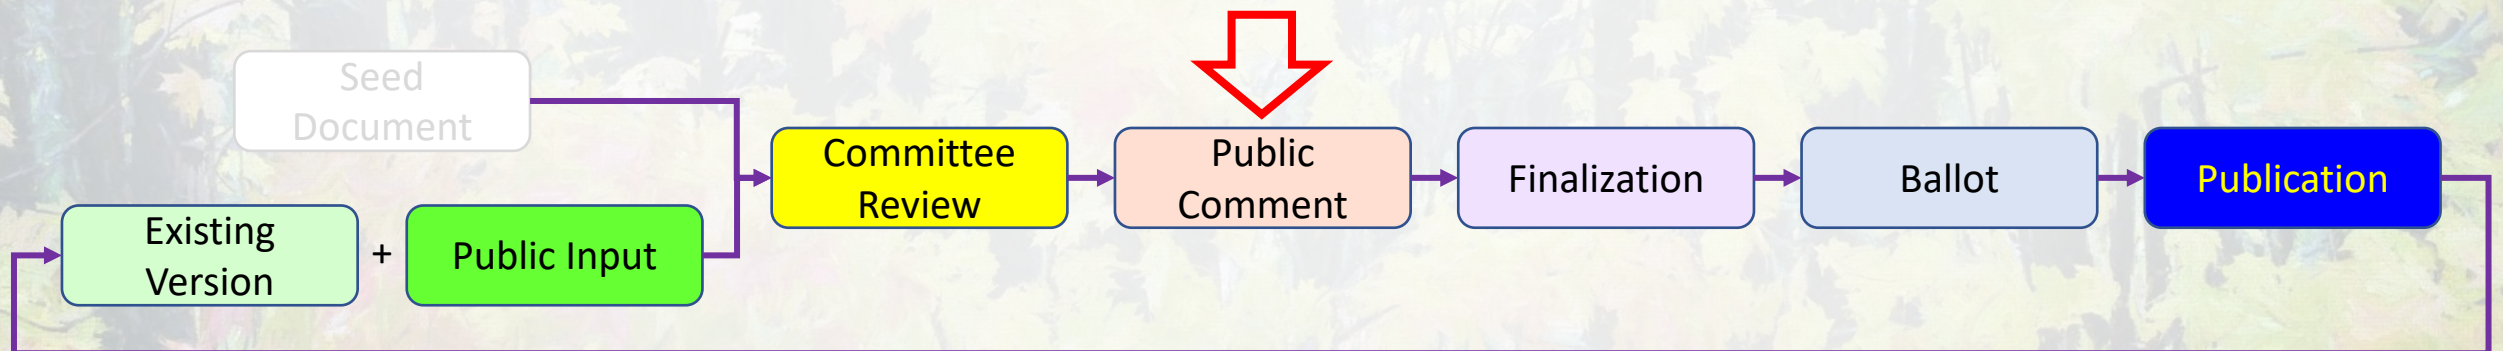 Seed
Document
Existing
Version
+
Public Input
Committee
Review
Public
Comment
Finalization
Ballot
Publication